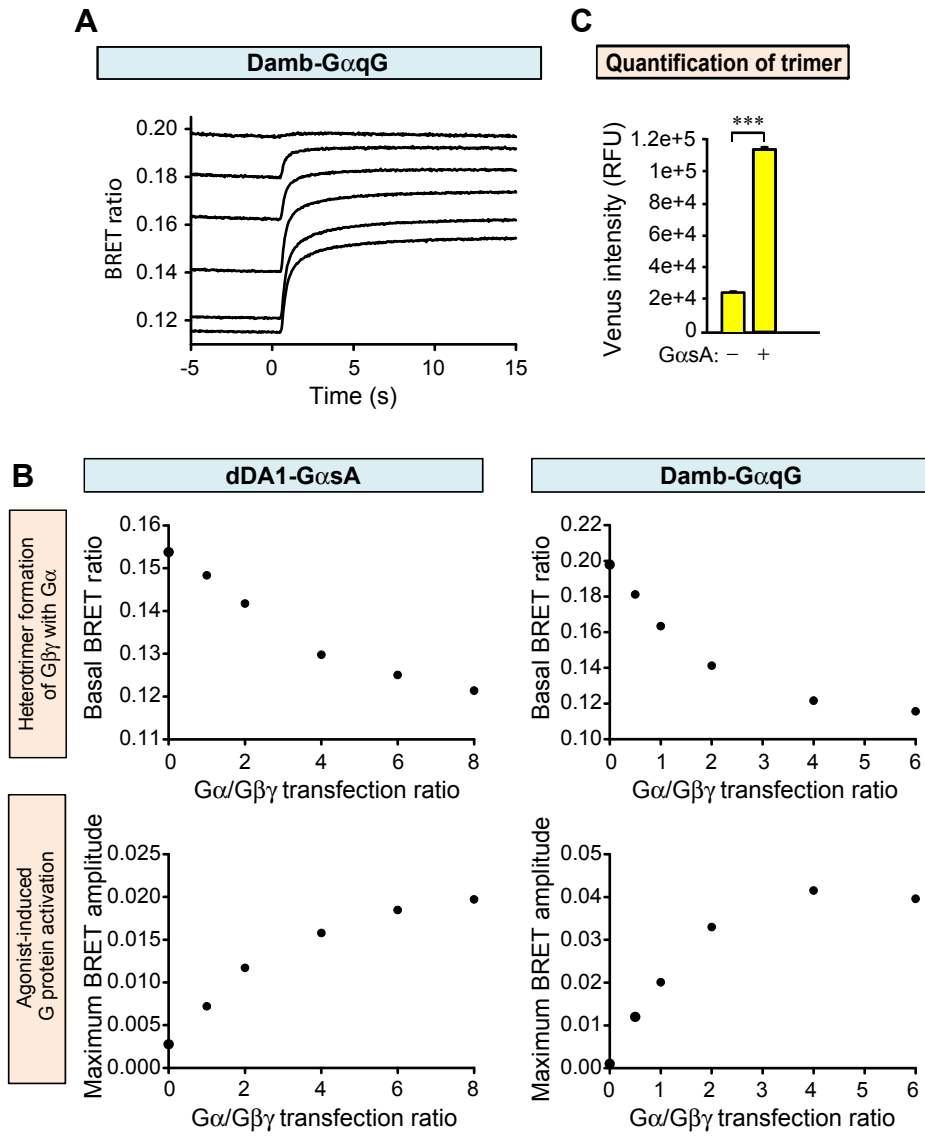 A
Damb-GαqG
BRET ratio
0.20
0.18
0.16
0.14
0.12
-5 0 5 10 15
Time (s)
C
Quantification of trimer
***
Venus intensity (RFU)
1.2e+5
1e+5
8e+4
6e+4
4e+4
2e+4
0
GαsA: − +
B
dDA1-GαsA
Damb-GαqG
Heterotrimer formation
of Gβγ with Gα
Basal BRET ratio
0.16
0.15
0.14
0.13
0.12
0.11
0 2 4 6 8
Gα/Gβγ transfection ratio
Basal BRET ratio
0.22
0.20
0.18
0.16
0.14
0.12
0.10
0 1 2 3 4 5 6
Gα/Gβγ transfection ratio
Agonist-induced
G protein activation
Maximum BRET amplitude
0.025
0.020
0.015
0.010
0.005
0.000
0 2 4 6 8
Gα/Gβγ transfection ratio
Maximum BRET amplitude
0.05
0.04
0.03
0.02
0.01
0.00
0 1 2 3 4 5 6
Gα/Gβγ transfection ratio